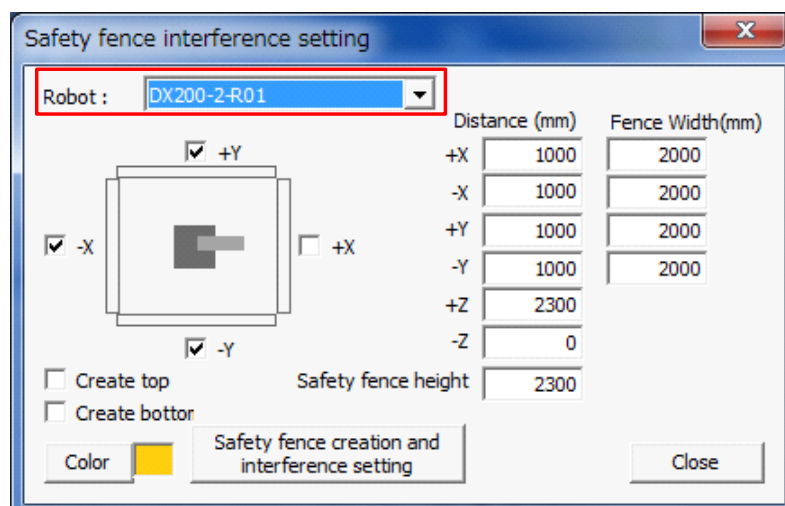 Safety fence interference setting
Robot : DX200-2-R01
Distance (mm) Fence Width(mm)
+Y
+X 1000 2000
-X 1000 2000
-X +X
+Y 1000 2000
-Y 1000 2000
+Z 2300
-Y
-Z 0
Create top Safety fence height 2300
Create bottor
Color
Safety fence creation and
interference setting
Close